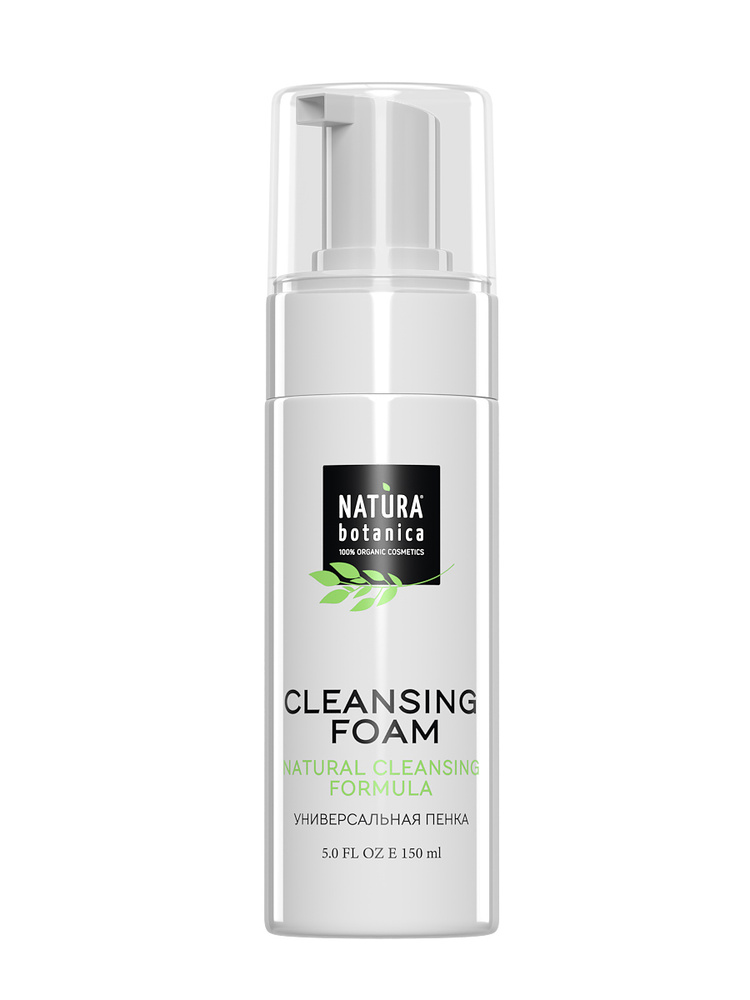 NATURA®
botanica
100% ORGANIC COSMETICS
CLEANSING
FOAM
NATURAL CLEANSING
FORMULA
УНИВЕРСАЛЬНАЯ ПЕНКА
5.0 FL OZ E 150 ml